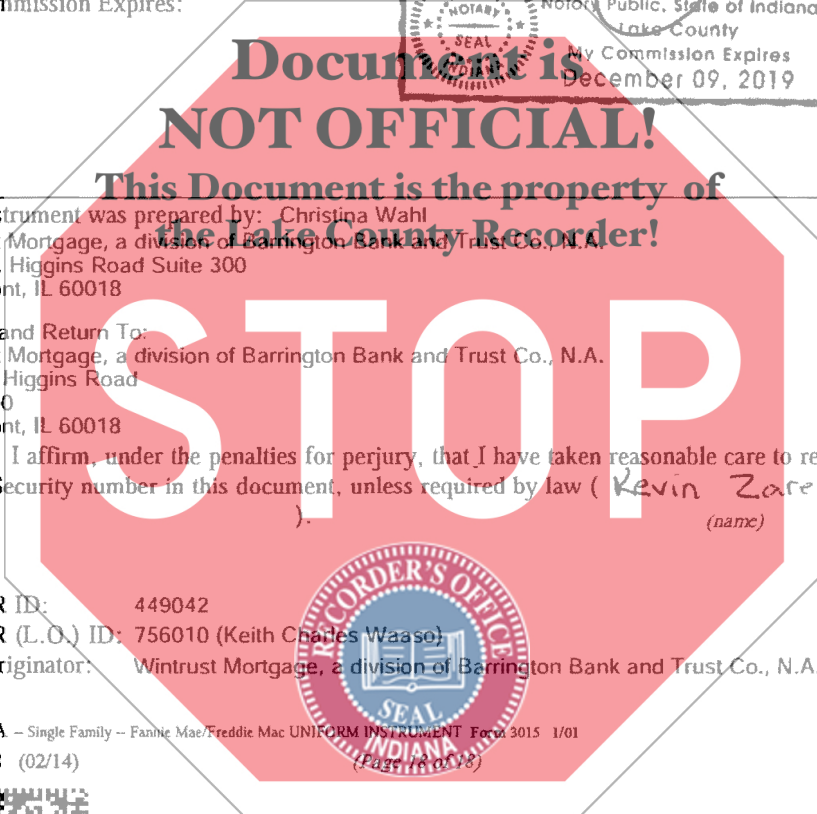 mmission Expires:
NOTARY
SEAL
INDIANA
Notary Public, State of Indiana
Lake County
My Commission Expires
December 09, 2019
Document is
NOT OFFICIAL!
This Document is the property of
the Lake County Recorder!
strument was prepared by: Christina Wahl
Mortgage, a division of Barrington Bank and Trust Co., N.A.
Higgins Road Suite 300
nt, IL 60018
and Return To:
Mortgage, a division of Barrington Bank and Trust Co., N.A.
Higgins Road
0
nt, IL 60018
STOP
I affirm, under the penalties for perjury, that I have taken reasonable care to re
Security number in this document, unless required by law ( Kevin Zare
).
(name)
R ID: 449042
R (L.O.) ID: 756010 (Keith Charles Waaso)
riginator: Wintrust Mortgage, a division of Barrington Bank and Trust Co., N.A.
RECORDER'S OFFICE
SEAL
INDIANA
A – Single Family – Fannie Mae/Freddie Mac UNIFORM INSTRUMENT Form 3015 1/01
(02/14)
(Page 18 of 18)